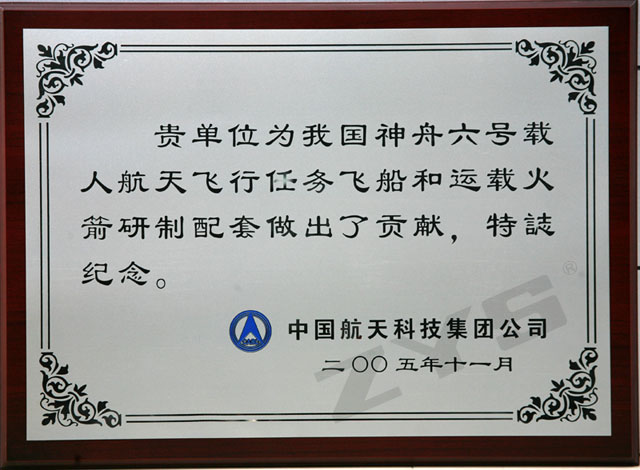 贵单位为我国神舟六号载
人航天飞行任务飞船和运载火
箭研制配套做出了贡献，特誌
纪念。
中国航天科技集团公司
二〇〇五年十一月
ZYS®